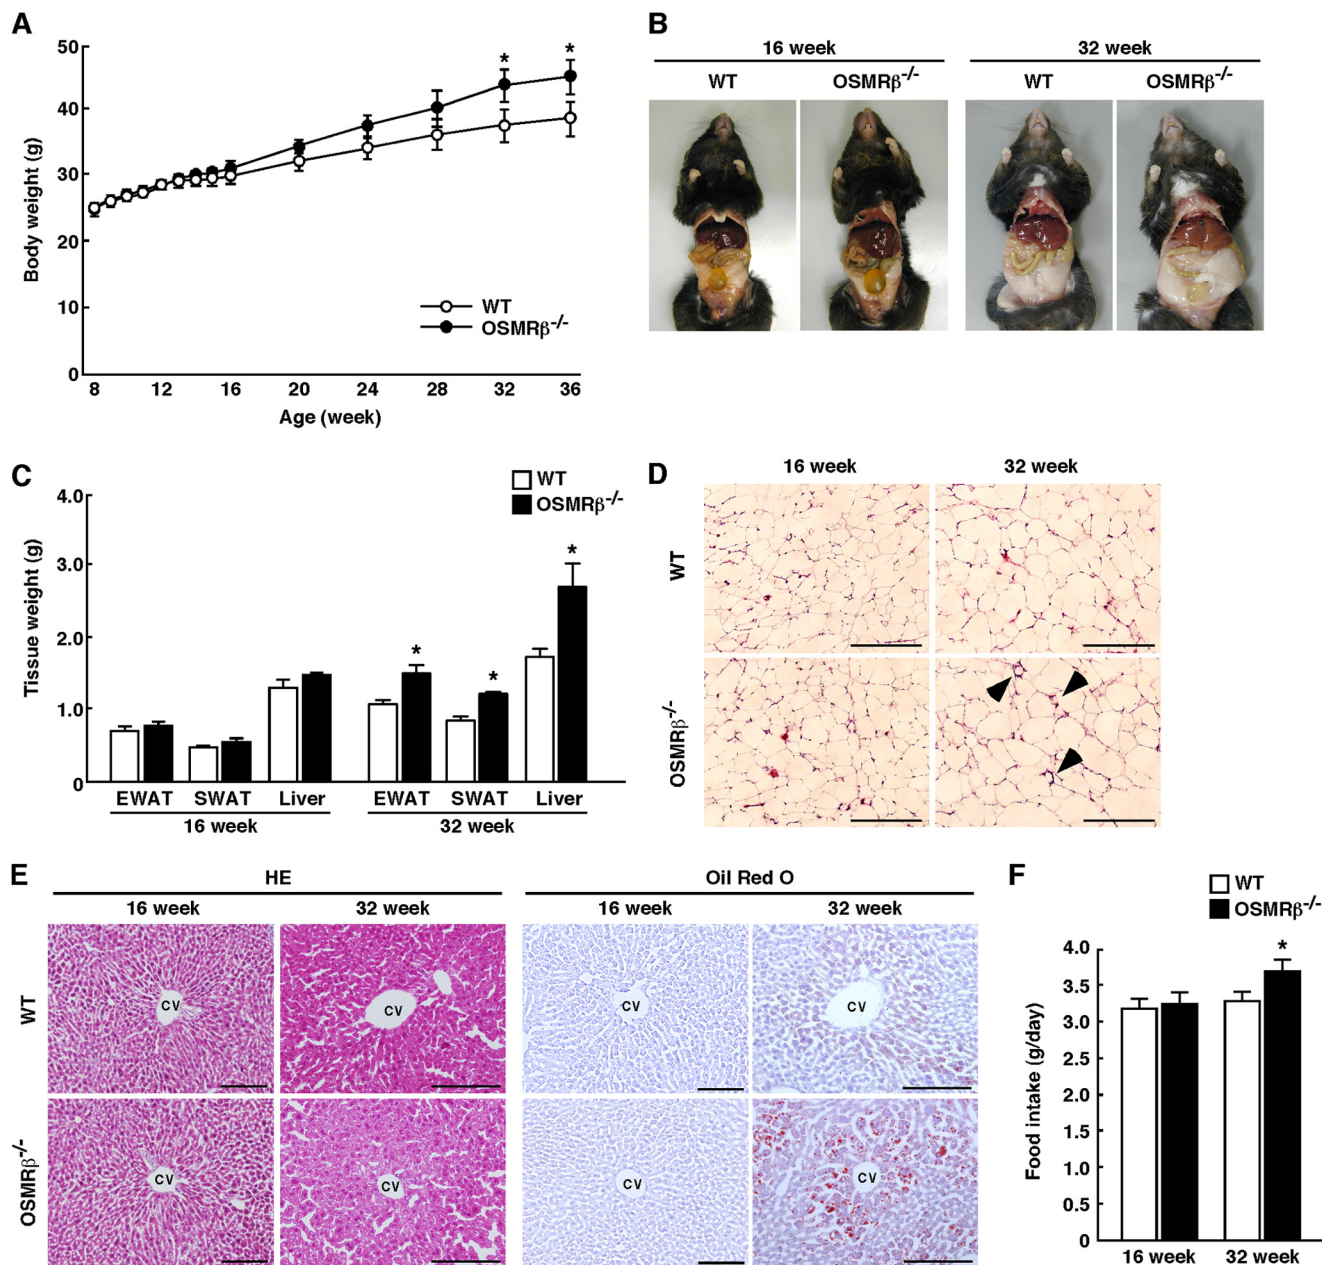 A
50
40
30
20
10
0
Body weight (g)
8 12 16 20 24 28 32 36
Age (week)
* *
WT
OSMRβ-/-
B
16 week 32 week
WT OSMRβ-/- WT OSMRβ-/-
C
WT
OSMRβ-/-
4.0
3.0
2.0
1.0
0
Tissue weight (g)
* * *
EWAT SWAT Liver EWAT SWAT Liver
16 week 32 week
D
16 week 32 week
WT
OSMRβ-/-
E
HE Oil Red O
16 week 32 week 16 week 32 week
WT
CV CV CV CV
OSMRβ-/-
CV CV CV CV
F
WT
OSMRβ-/-
4.0
3.5
3.0
2.5
2.0
1.5
1.0
0.5
0
Food intake (g/day)
*
16 week 32 week